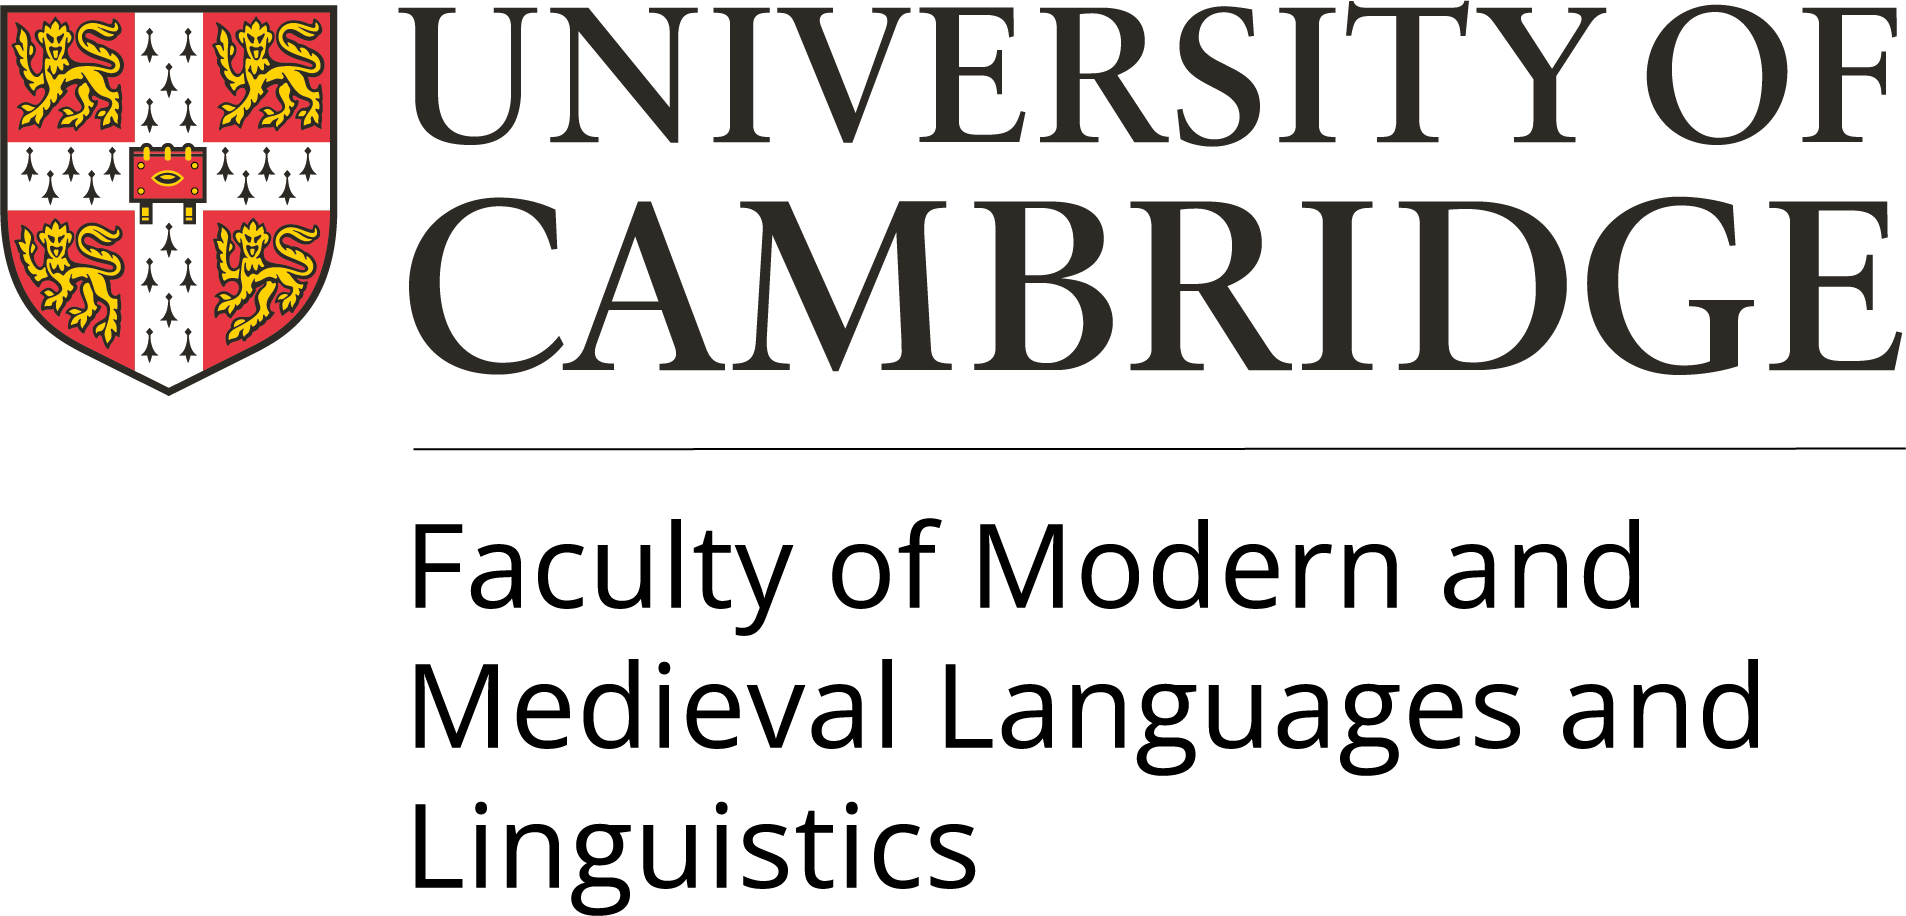 UNIVERSITY OF
CAMBRIDGE
Faculty of Modern and
Medieval Languages and
Linguistics